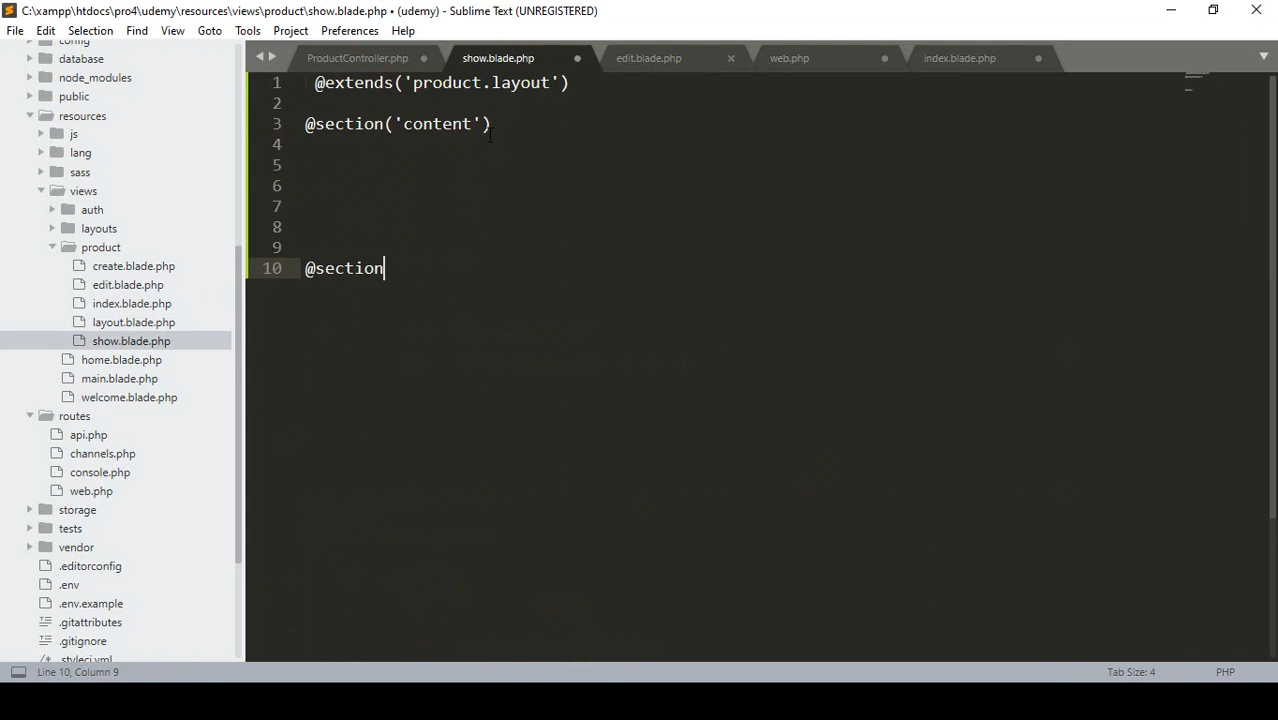 C:\xampp\htdocs\pro4\udemy\resources\views\product\show.blade.php • (udemy) - Sublime Text (UNREGISTERED)
File Edit Selection Find View Goto Tools Project Preferences Help
config
database
node_modules
public
resources
js
lang
sass
views
auth
layouts
product
create.blade.php
edit.blade.php
index.blade.php
layout.blade.php
show.blade.php
home.blade.php
main.blade.php
welcome.blade.php
routes
api.php
channels.php
console.php
web.php
storage
tests
vendor
.editorconfig
.env
.env.example
.gitattributes
.gitignore
.styleci.yml
ProductController.php show.blade.php edit.blade.php web.php index.blade.php
1 @extends('product.layout')
2
3 @section('content')
4
5
6
7
8
9
10 @section
Line 10, Column 9 Tab Size: 4 PHP